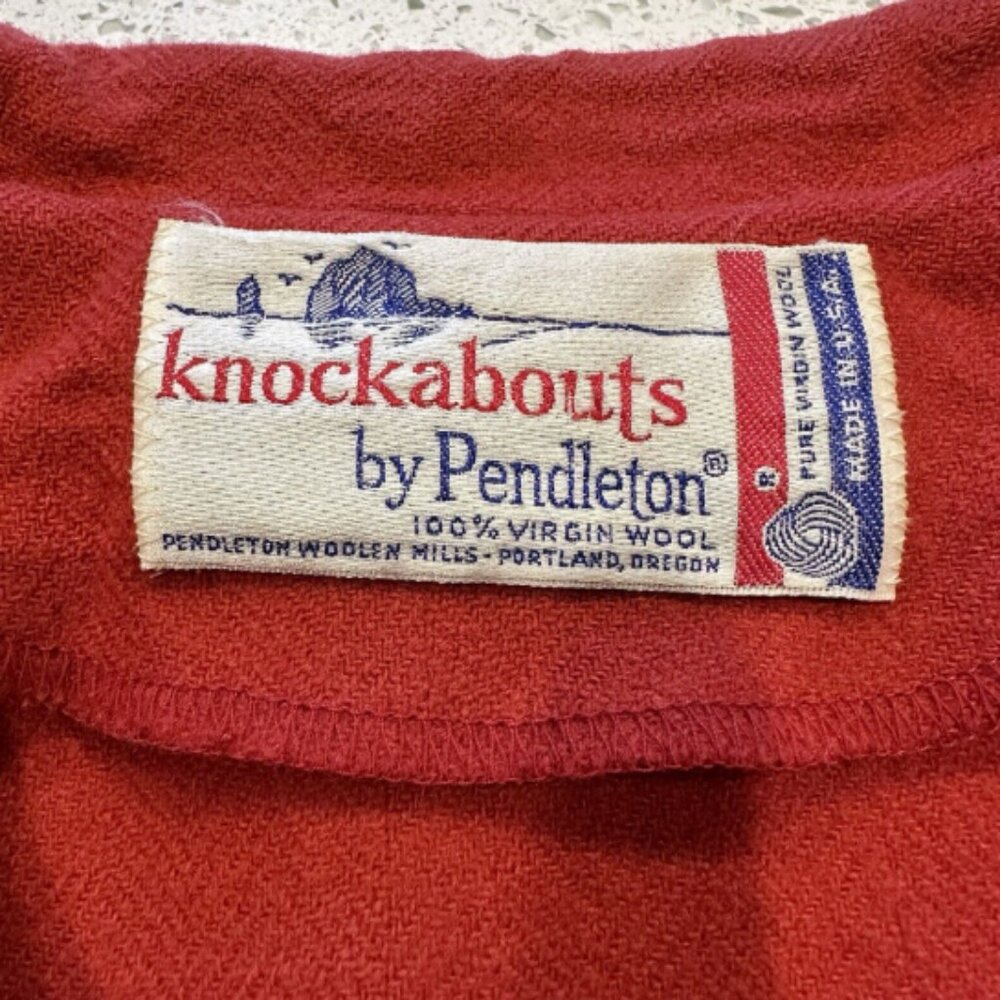 knockabouts
by Pendleton®
100% VIRGIN WOOL
PENDLETON WOOLEN MILLS - PORTLAND, OREGON
R
PURE VIRGIN WOOL
MADE IN U.S.A.